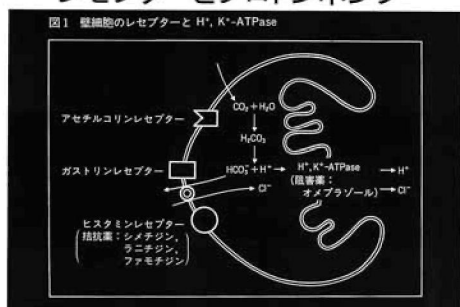 図1 壁細胞のレセプターと H⁺, K⁺-ATPase
アセチルコリンレセプター
ガストリンレセプター
ヒスタミンレセプター
(拮抗薬：シメチジン,
ラニチジン,
ファモチジン)
CO₂+H₂O
H₂CO₃
HCO₃⁻+H⁺
Cl⁻
H⁺,K⁺-ATPase
(阻害薬：
オメプラゾール)
H⁺
Cl⁻